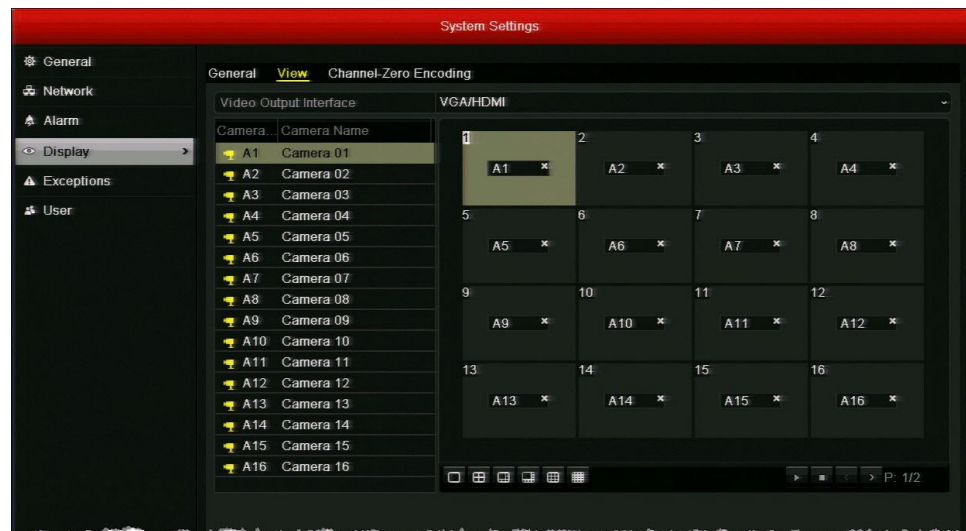 System Settings
General
Network
Alarm
Display
Exceptions
User
General View Channel-Zero Encoding
Video Output Interface VGA/HDMI
Camera... Camera Name
A1 Camera 01
A2 Camera 02
A3 Camera 03
A4 Camera 04
A5 Camera 05
A6 Camera 06
A7 Camera 07
A8 Camera 08
A9 Camera 09
A10 Camera 10
A11 Camera 11
A12 Camera 12
A13 Camera 13
A14 Camera 14
A15 Camera 15
A16 Camera 16
1 2 3 4
A1 A2 A3 A4
5 6 7 8
A5 A6 A7 A8
9 10 11 12
A9 A10 A11 A12
13 14 15 16
A13 A14 A15 A16
P: 1/2